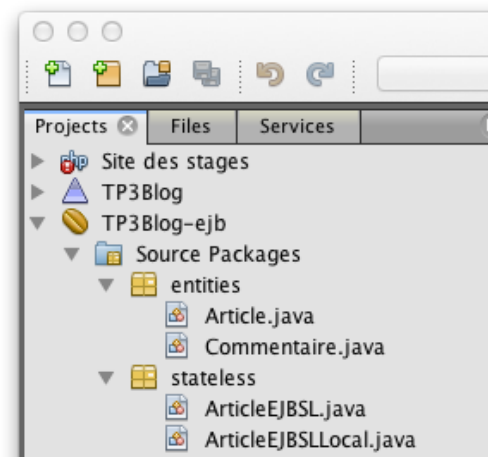 Projects Files Services
php Site des stages
TP3Blog
TP3Blog-ejb
Source Packages
entities
Article.java
Commentaire.java
stateless
ArticleEJBSL.java
ArticleEJBSLLocal.java